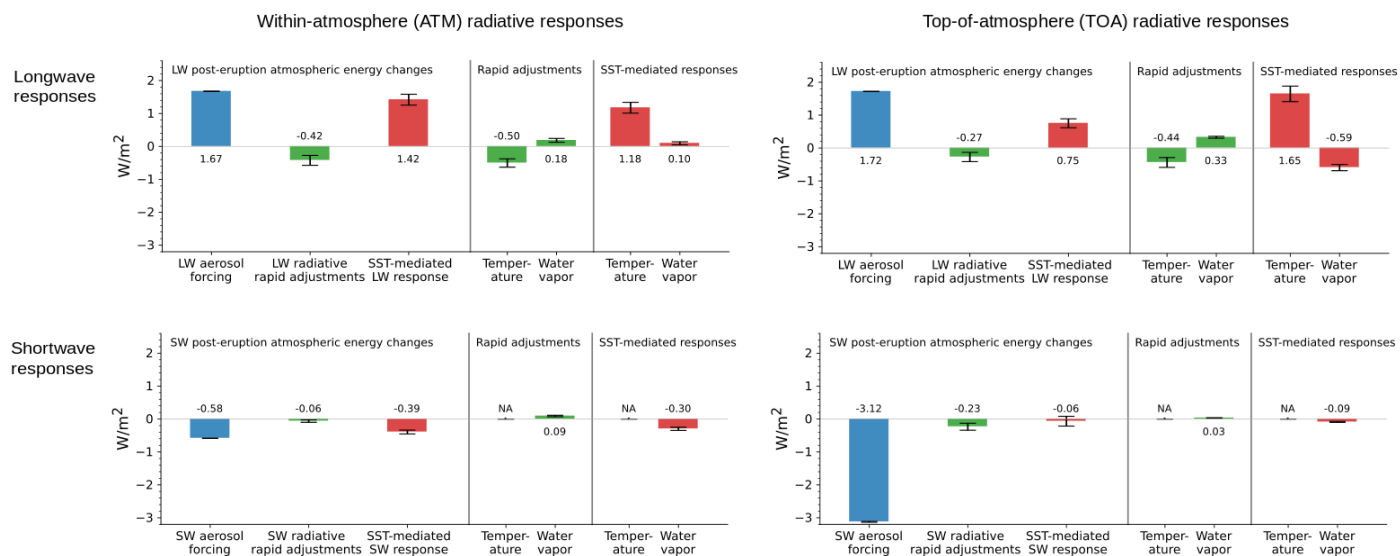 Within-atmosphere (ATM) radiative responses
Top-of-atmosphere (TOA) radiative responses
Longwave
responses
LW post-eruption atmospheric energy changes
Rapid adjustments
SST-mediated responses
2
1
0
−1
−2
−3
W/m2
1.67
-0.42
1.42
-0.50
0.18
1.18
0.10
LW aerosol
forcing
LW radiative
rapid adjustments
SST-mediated
LW response
Temper-
ature
Water
vapor
Temper-
ature
Water
vapor
LW post-eruption atmospheric energy changes
Rapid adjustments
SST-mediated responses
2
1
0
−1
−2
−3
W/m2
1.72
-0.27
0.75
-0.44
0.33
1.65
-0.59
LW aerosol
forcing
LW radiative
rapid adjustments
SST-mediated
LW response
Temper-
ature
Water
vapor
Temper-
ature
Water
vapor
Shortwave
responses
SW post-eruption atmospheric energy changes
Rapid adjustments
SST-mediated responses
2
1
0
−1
−2
−3
W/m2
-0.58
-0.06
-0.39
NA
0.09
NA
-0.30
SW aerosol
forcing
SW radiative
rapid adjustments
SST-mediated
SW response
Temper-
ature
Water
vapor
Temper-
ature
Water
vapor
SW post-eruption atmospheric energy changes
Rapid adjustments
SST-mediated responses
2
1
0
−1
−2
−3
W/m2
-3.12
-0.23
-0.06
NA
0.03
NA
-0.09
SW aerosol
forcing
SW radiative
rapid adjustments
SST-mediated
SW response
Temper-
ature
Water
vapor
Temper-
ature
Water
vapor